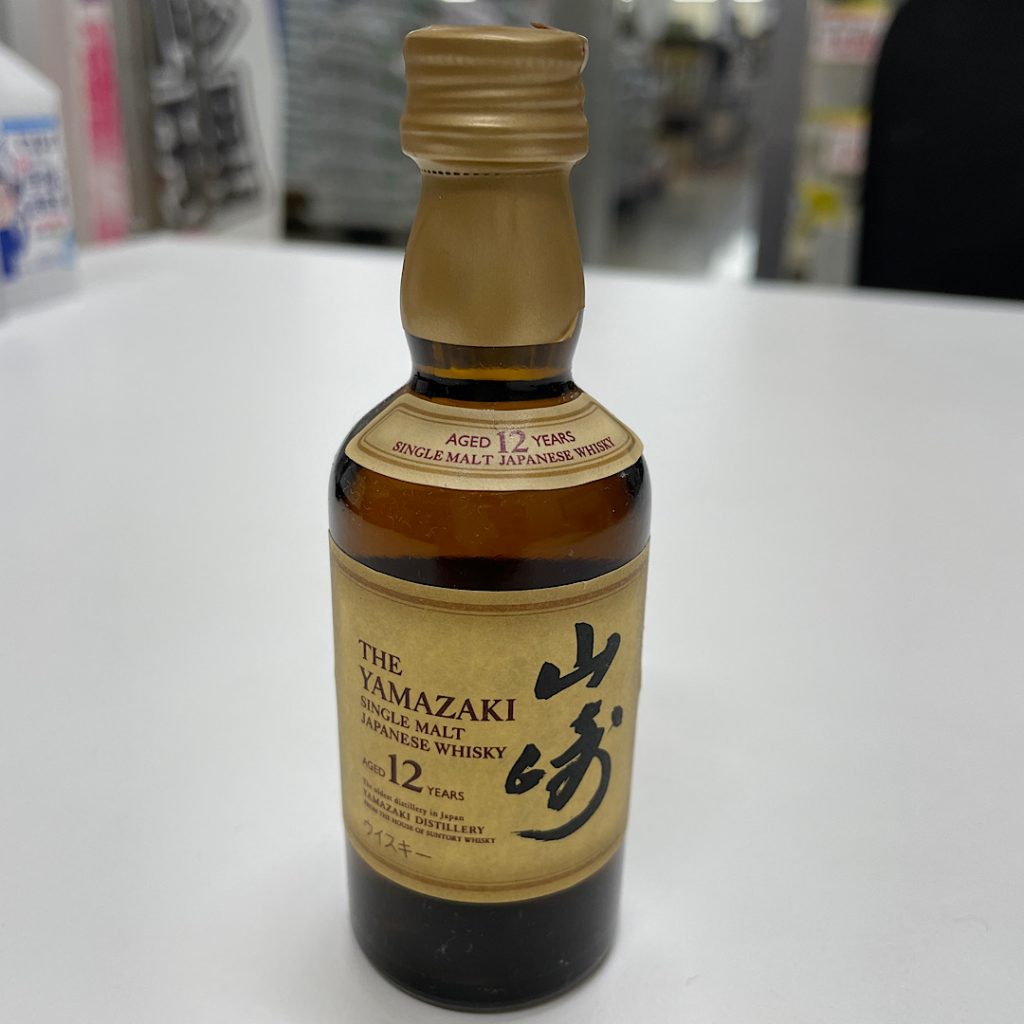 AGED 12 YEARS
SINGLE MALT JAPANESE WHISKY
THE
YAMAZAKI
SINGLE MALT
JAPANESE WHISKY
AGED 12 YEARS
The oldest distillery in Japan
YAMAZAKI DISTILLERY
FROM THE HOUSE OF SUNTORY WHISKY
ウイスキー
山崎